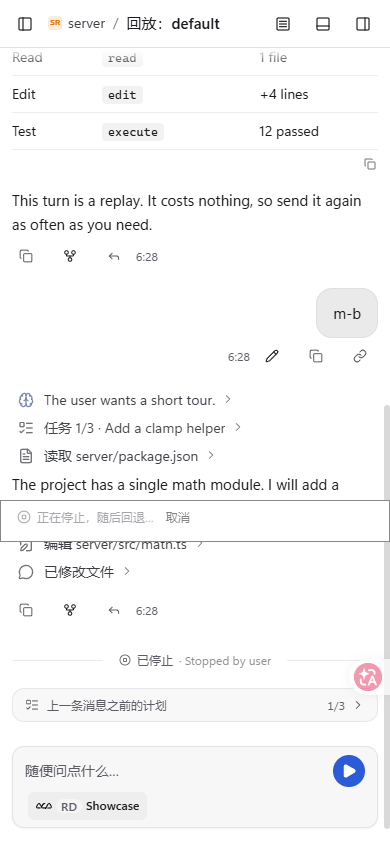 SR server / 回放：default
Read read 1 file
Edit edit +4 lines
Test execute 12 passed
This turn is a replay. It costs nothing, so send it again
as often as you need.
6:28
m-b
6:28
The user wants a short tour.
任务 1/3 · Add a clamp helper
读取 server/package.json
The project has a single math module. I will add a
正在停止，随后回退... 取消
编辑 server/src/math.ts
已修改文件
6:28
已停止 · Stopped by user
上一条消息之前的计划 1/3
随便问点什么...
RD Showcase